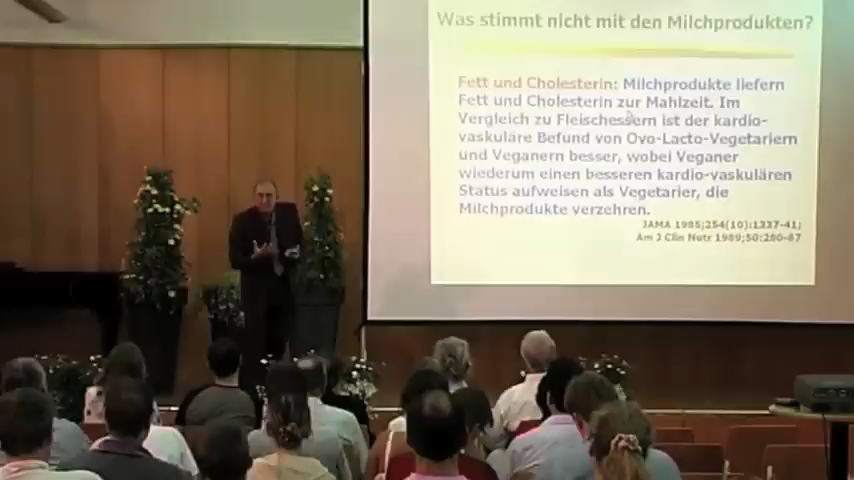 Was stimmt nicht mit den Milchprodukten?
Fett und Cholesterin: Milchprodukte liefern
Fett und Cholesterin zur Mahlzeit. Im
Vergleich zu Fleischessern ist der kardio-
vaskuläre Befund von Ovo-Lacto-Vegetariern
und Veganern besser, wobei Veganer
wiederum einen besseren kardio-vaskulären
Status aufweisen als Vegetarier, die
Milchprodukte verzehren.
JAMA 1985;254(10):1337-41;
Am J Clin Nutr 1989;50:280-87